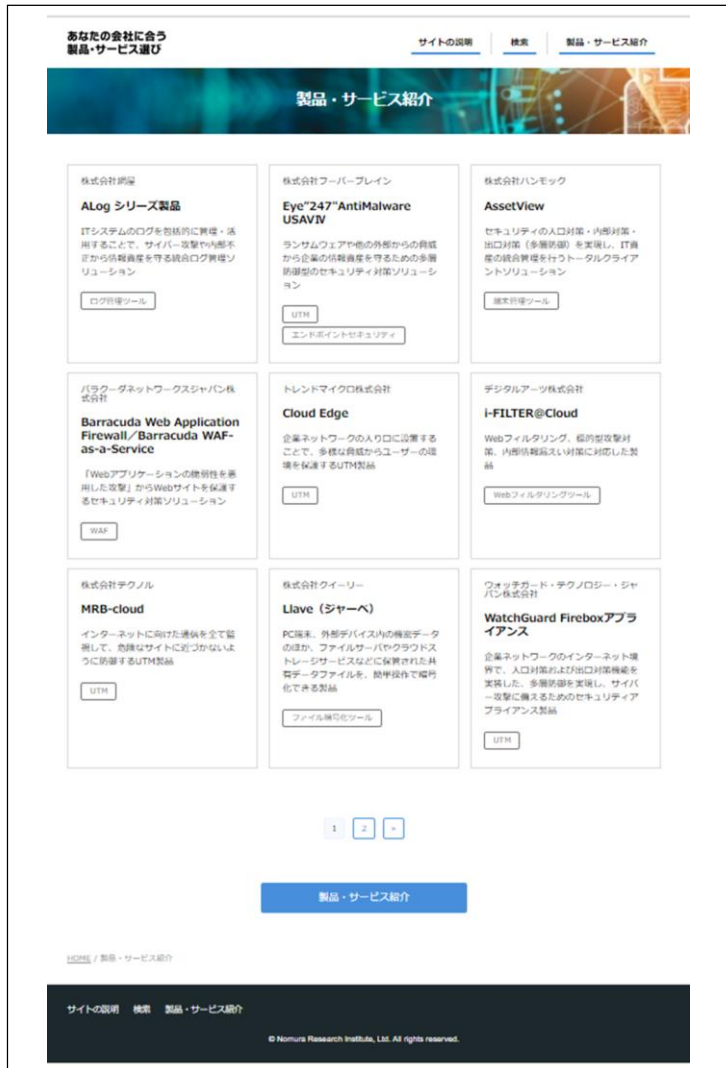 あなたの会社に合う
製品・サービス選び
サイトの説明
検索
製品・サービス紹介
製品・サービス紹介
株式会社網屋
ALog シリーズ製品
ITシステムのログを包括的に管理・活
用することで、サイバー攻撃や内部不
正から情報資産を守る統合ログ管理ソ
リューション
ログ管理ツール
株式会社フーバーブレイン
Eye"247"AntiMalware
USAⅣ
ランサムウェアや他の外部からの脅威
から企業の情報資産を守るための多層
防御型のセキュリティ対策ソリューシ
ョン
UTM
エンドポイントセキュリティ
株式会社ハンモック
AssetView
セキュリティの入口対策・内部対策・
出口対策（多層防御）を実現し、IT資
産の統合管理を行うトータルクライア
ントソリューション
端末管理ツール
バラクーダネットワークスジャパン株
式会社
Barracuda Web Application
Firewall／Barracuda WAF-
as-a-Service
「Webアプリケーションの脆弱性を悪
用した攻撃」からWebサイトを保護す
るセキュリティ対策ソリューション
WAF
トレンドマイクロ株式会社
Cloud Edge
企業ネットワークの入り口に設置する
ことで、多様な脅威からユーザーの環
境を保護するUTM製品
UTM
デジタルアーツ株式会社
i-FILTER@Cloud
Webフィルタリング、標的型攻撃対
策、内部情報漏えい対策に対応した製
品
Webフィルタリングツール
株式会社テクノル
MRB-cloud
インターネットに向けた通信を全て監
視して、危険なサイトに近づかないよ
うに防御するUTM製品
UTM
株式会社クイーリー
Llave（ジャーベ）
PC端末、外部デバイス内の機密データ
のほか、ファイルサーバやクラウドス
トレージサービスなどに保管された共
有データファイルを、簡単操作で暗号
化できる製品
ファイル暗号化ツール
ウォッチガード・テクノロジー・ジャ
パン株式会社
WatchGuard Fireboxアプラ
イアンス
企業ネットワークのインターネット境
界で、入口対策および出口対策機能を
実装した、多層防御を実現し、サイバ
ー攻撃に備えるためのセキュリティア
プライアンス製品
UTM
1 2 »
製品・サービス紹介
HOME / 製品・サービス紹介
サイトの説明 検索 製品・サービス紹介
© Nomura Research Institute, Ltd. All rights reserved.